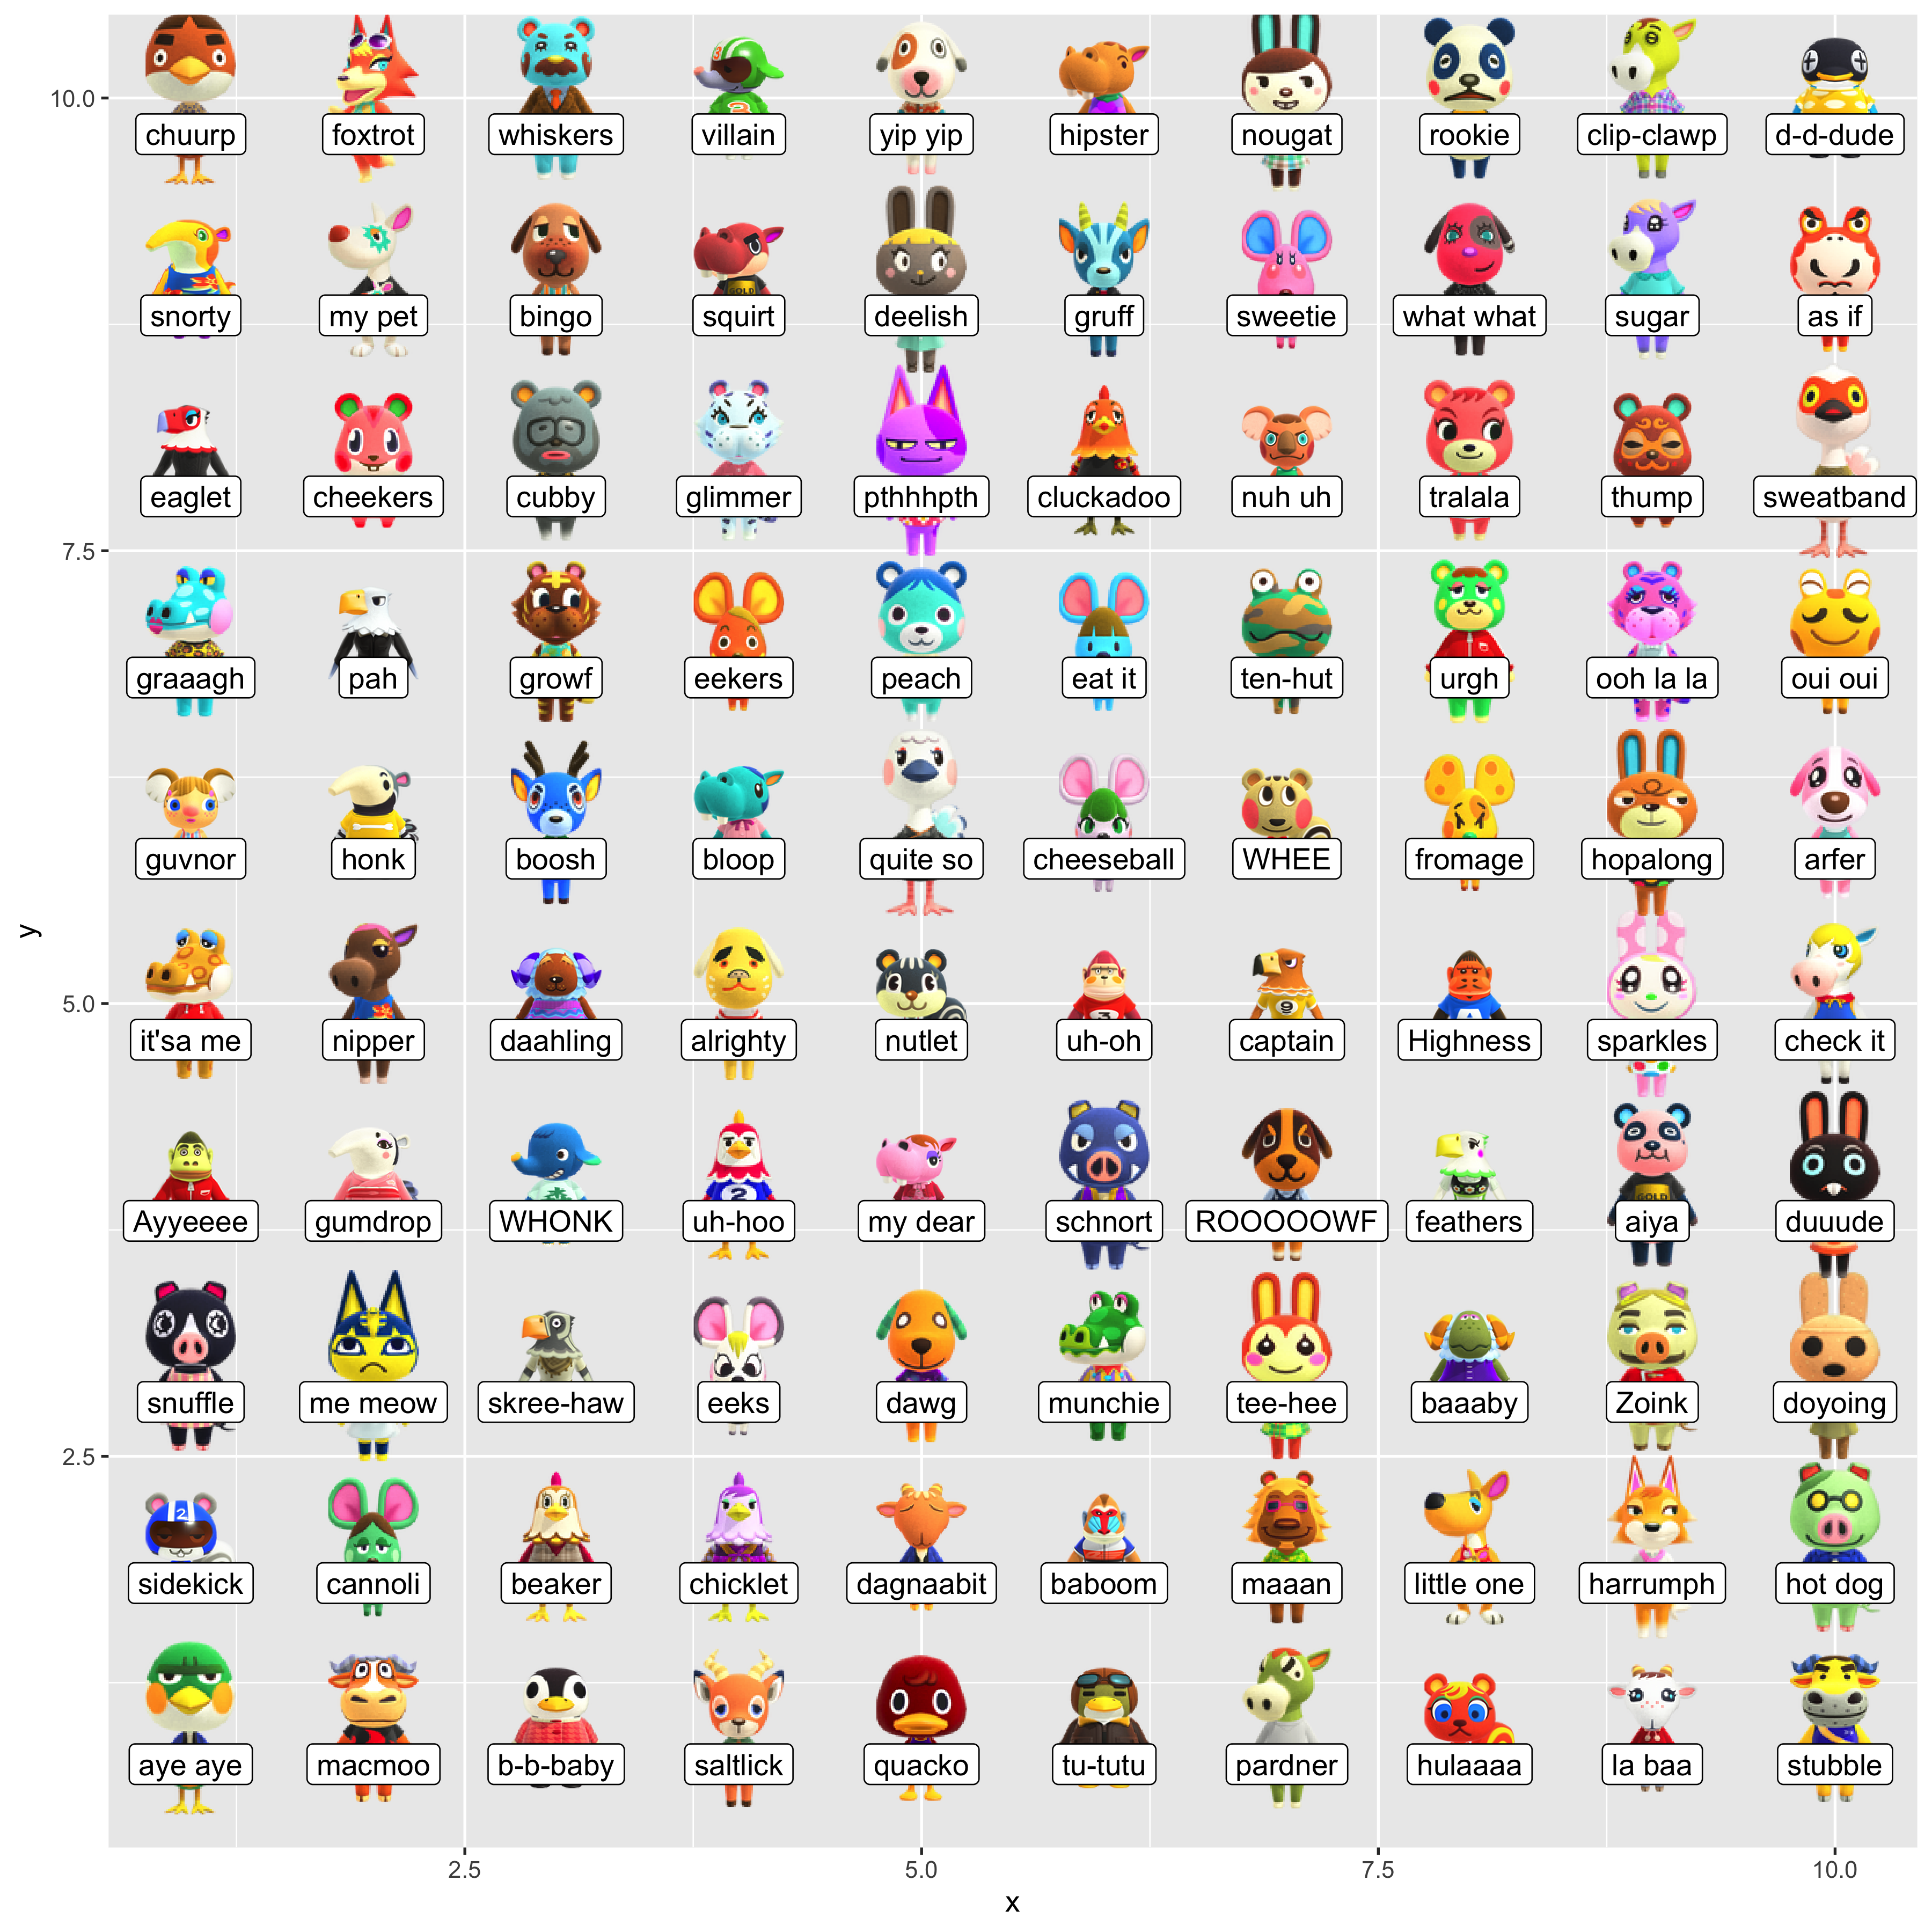 10.0
chuurp foxtrot whiskers villain yip yip hipster nougat rookie clip-clawp d-d-dude
GOLD
snorty my pet bingo squirt deelish gruff sweetie what what sugar as if
eaglet cheekers cubby glimmer pthhhpth cluckadoo nuh uh tralala thump sweatband
7.5
graaagh pah growf eekers peach eat it ten-hut urgh ooh la la oui oui
guvnor honk boosh bloop quite so cheeseball WHEE fromage hopalong arfer
y
5.0
3 9 A
it'sa me nipper daahling alrighty nutlet uh-oh captain Highness sparkles check it
2 GOLD
Ayyeeee gumdrop WHONK uh-hoo my dear schnort ROOOOOWF feathers aiya duuude
snuffle me meow skree-haw eeks dawg munchie tee-hee baaaby Zoink doyoing
2.5
2
sidekick cannoli beaker chicklet dagnaabit baboom maaan little one harrumph hot dog
aye aye macmoo b-b-baby saltlick quacko tu-tutu pardner hulaaaa la baa stubble
2.5 5.0 7.5 10.0
x